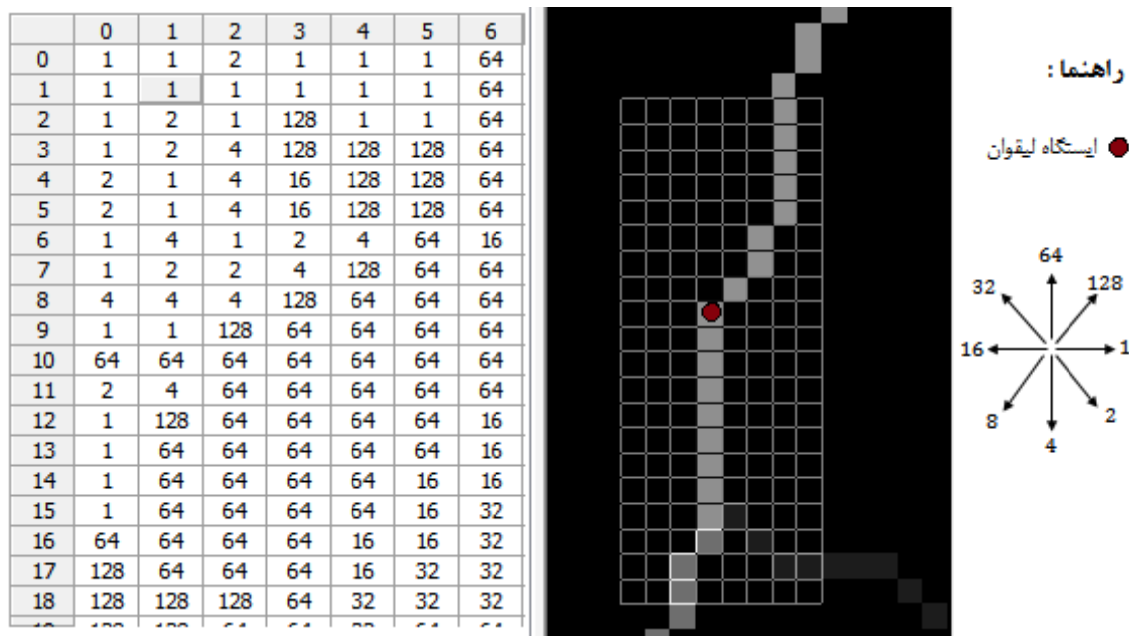 0 1 2 3 4 5 6
0 1 1 2 1 1 1 64
1 1 1 1 1 1 1 64
2 1 2 1 128 1 1 64
3 1 2 4 128 128 128 64
4 2 1 4 16 128 128 64
5 2 1 4 16 128 128 64
6 1 4 1 2 4 64 16
7 1 2 2 4 128 64 64
8 4 4 4 128 64 64 64
9 1 1 128 64 64 64 64
10 64 64 64 64 64 64 64
11 2 4 64 64 64 64 64
12 1 128 64 64 64 64 16
13 1 64 64 64 64 64 16
14 1 64 64 64 64 16 16
15 1 64 64 64 64 16 32
16 64 64 64 64 16 16 32
17 128 64 64 64 16 32 32
18 128 128 128 64 32 32 32
راهنما :
ایستگاه لیقوان
64
32 128
16 1
8 2
4